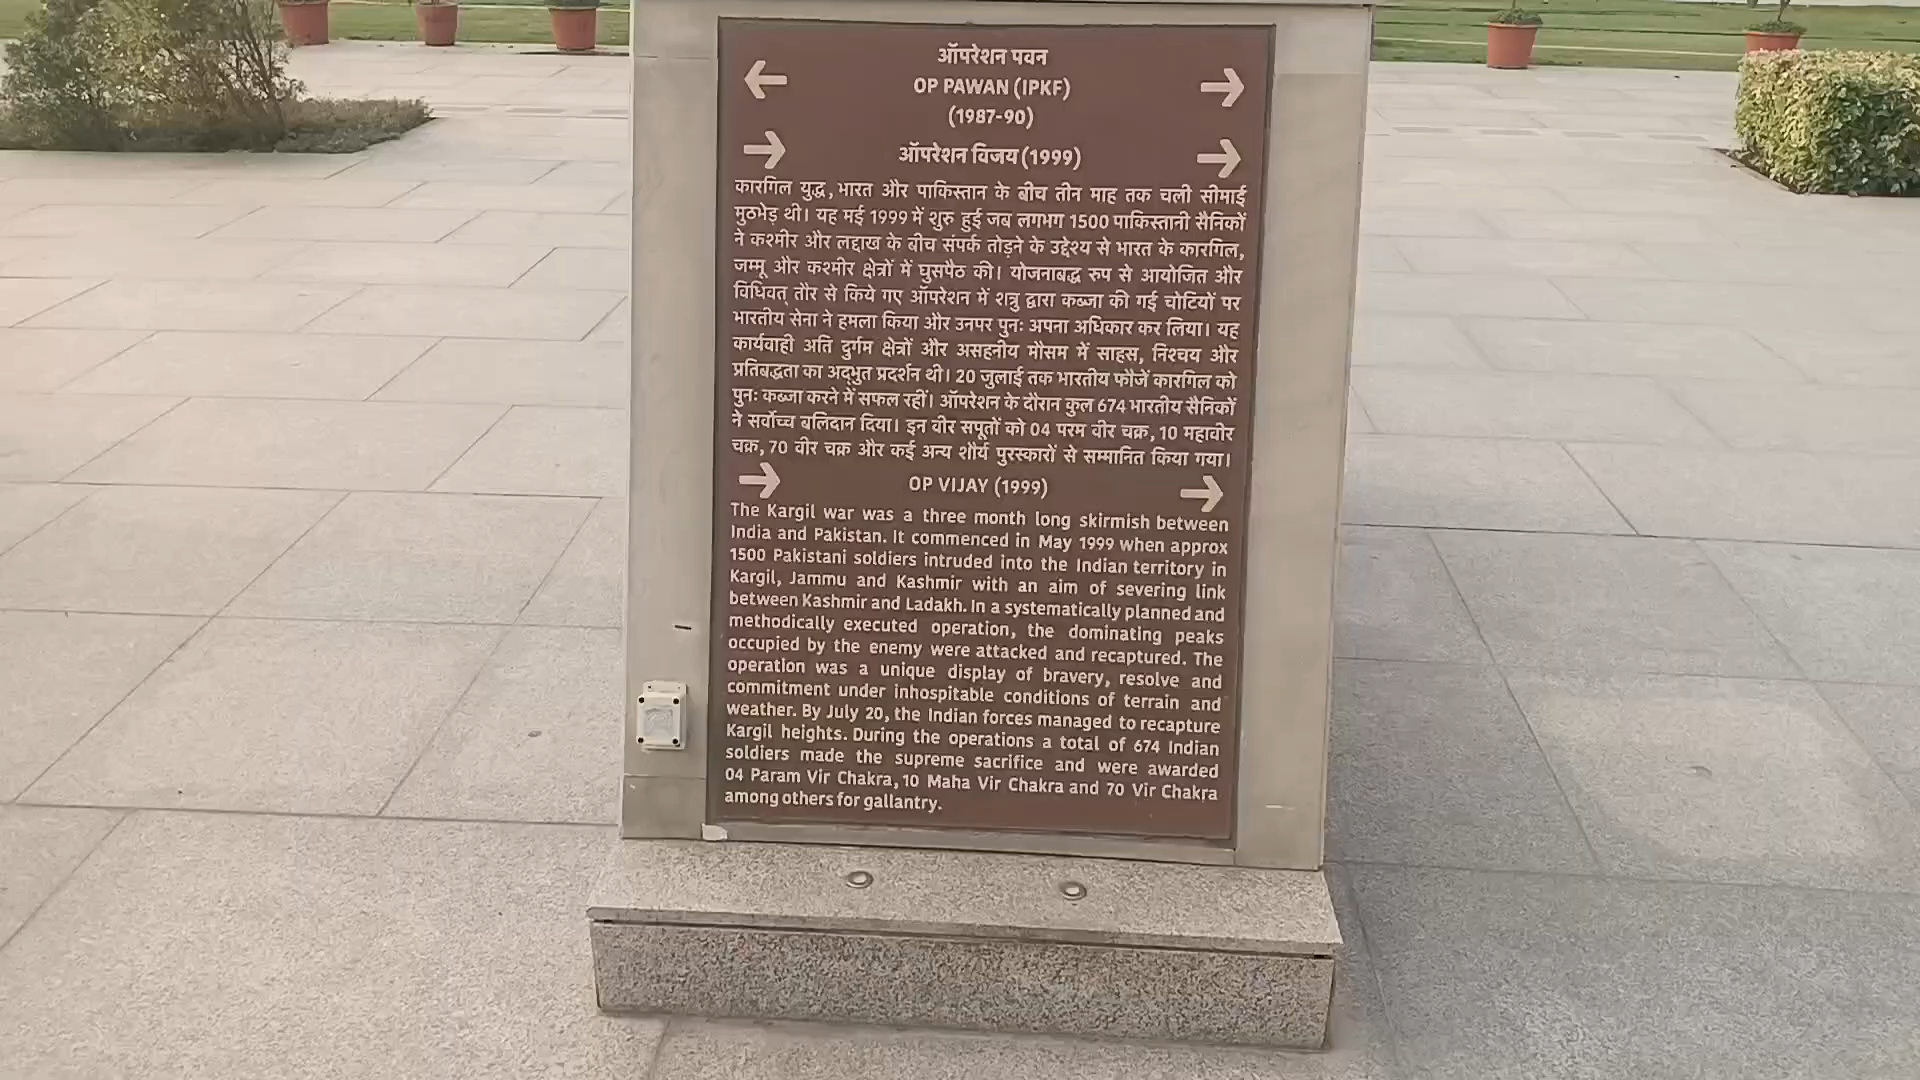 ऑपरेशन पवन
OP PAWAN (IPKF)
(1987-90)
ऑपरेशन विजय (1999)
कारगिल युद्ध, भारत और पाकिस्तान के बीच तीन माह तक चली सीमाई
मुठभेड़ थी। यह मई 1999 में शुरु हुई जब लगभग 1500 पाकिस्तानी सैनिकों
ने कश्मीर और लद्दाख के बीच संपर्क तोड़ने के उद्देश्य से भारत के कारगिल,
जम्मू और कश्मीर क्षेत्रों में घुसपैठ की। योजनाबद्ध रुप से आयोजित और
विधिवत् तौर से किये गए ऑपरेशन में शत्रु द्वारा कब्जा की गई चोटियों पर
भारतीय सेना ने हमला किया और उनपर पुनः अपना अधिकार कर लिया। यह
कार्यवाही अति दुर्गम क्षेत्रों और असहनीय मौसम में साहस, निश्चय और
प्रतिबद्धता का अद्भुत प्रदर्शन थी। 20 जुलाई तक भारतीय फौजें कारगिल को
पुनः कब्जा करने में सफल रहीं। ऑपरेशन के दौरान कुल 674 भारतीय सैनिकों
ने सर्वोच्च बलिदान दिया। इन वीर सपूतों को 04 परम वीर चक्र, 10 महावीर
चक्र, 70 वीर चक्र और कई अन्य शौर्य पुरस्कारों से सम्मानित किया गया।
OP VIJAY (1999)
The Kargil war was a three month long skirmish between
India and Pakistan. It commenced in May 1999 when approx
1500 Pakistani soldiers intruded into the Indian territory in
Kargil, Jammu and Kashmir with an aim of severing link
between Kashmir and Ladakh. In a systematically planned and
methodically executed operation, the dominating peaks
occupied by the enemy were attacked and recaptured. The
operation was a unique display of bravery, resolve and
commitment under inhospitable conditions of terrain and
weather. By July 20, the Indian forces managed to recapture
Kargil heights. During the operations a total of 674 Indian
soldiers made the supreme sacrifice and were awarded
04 Param Vir Chakra, 10 Maha Vir Chakra and 70 Vir Chakra
among others for gallantry.